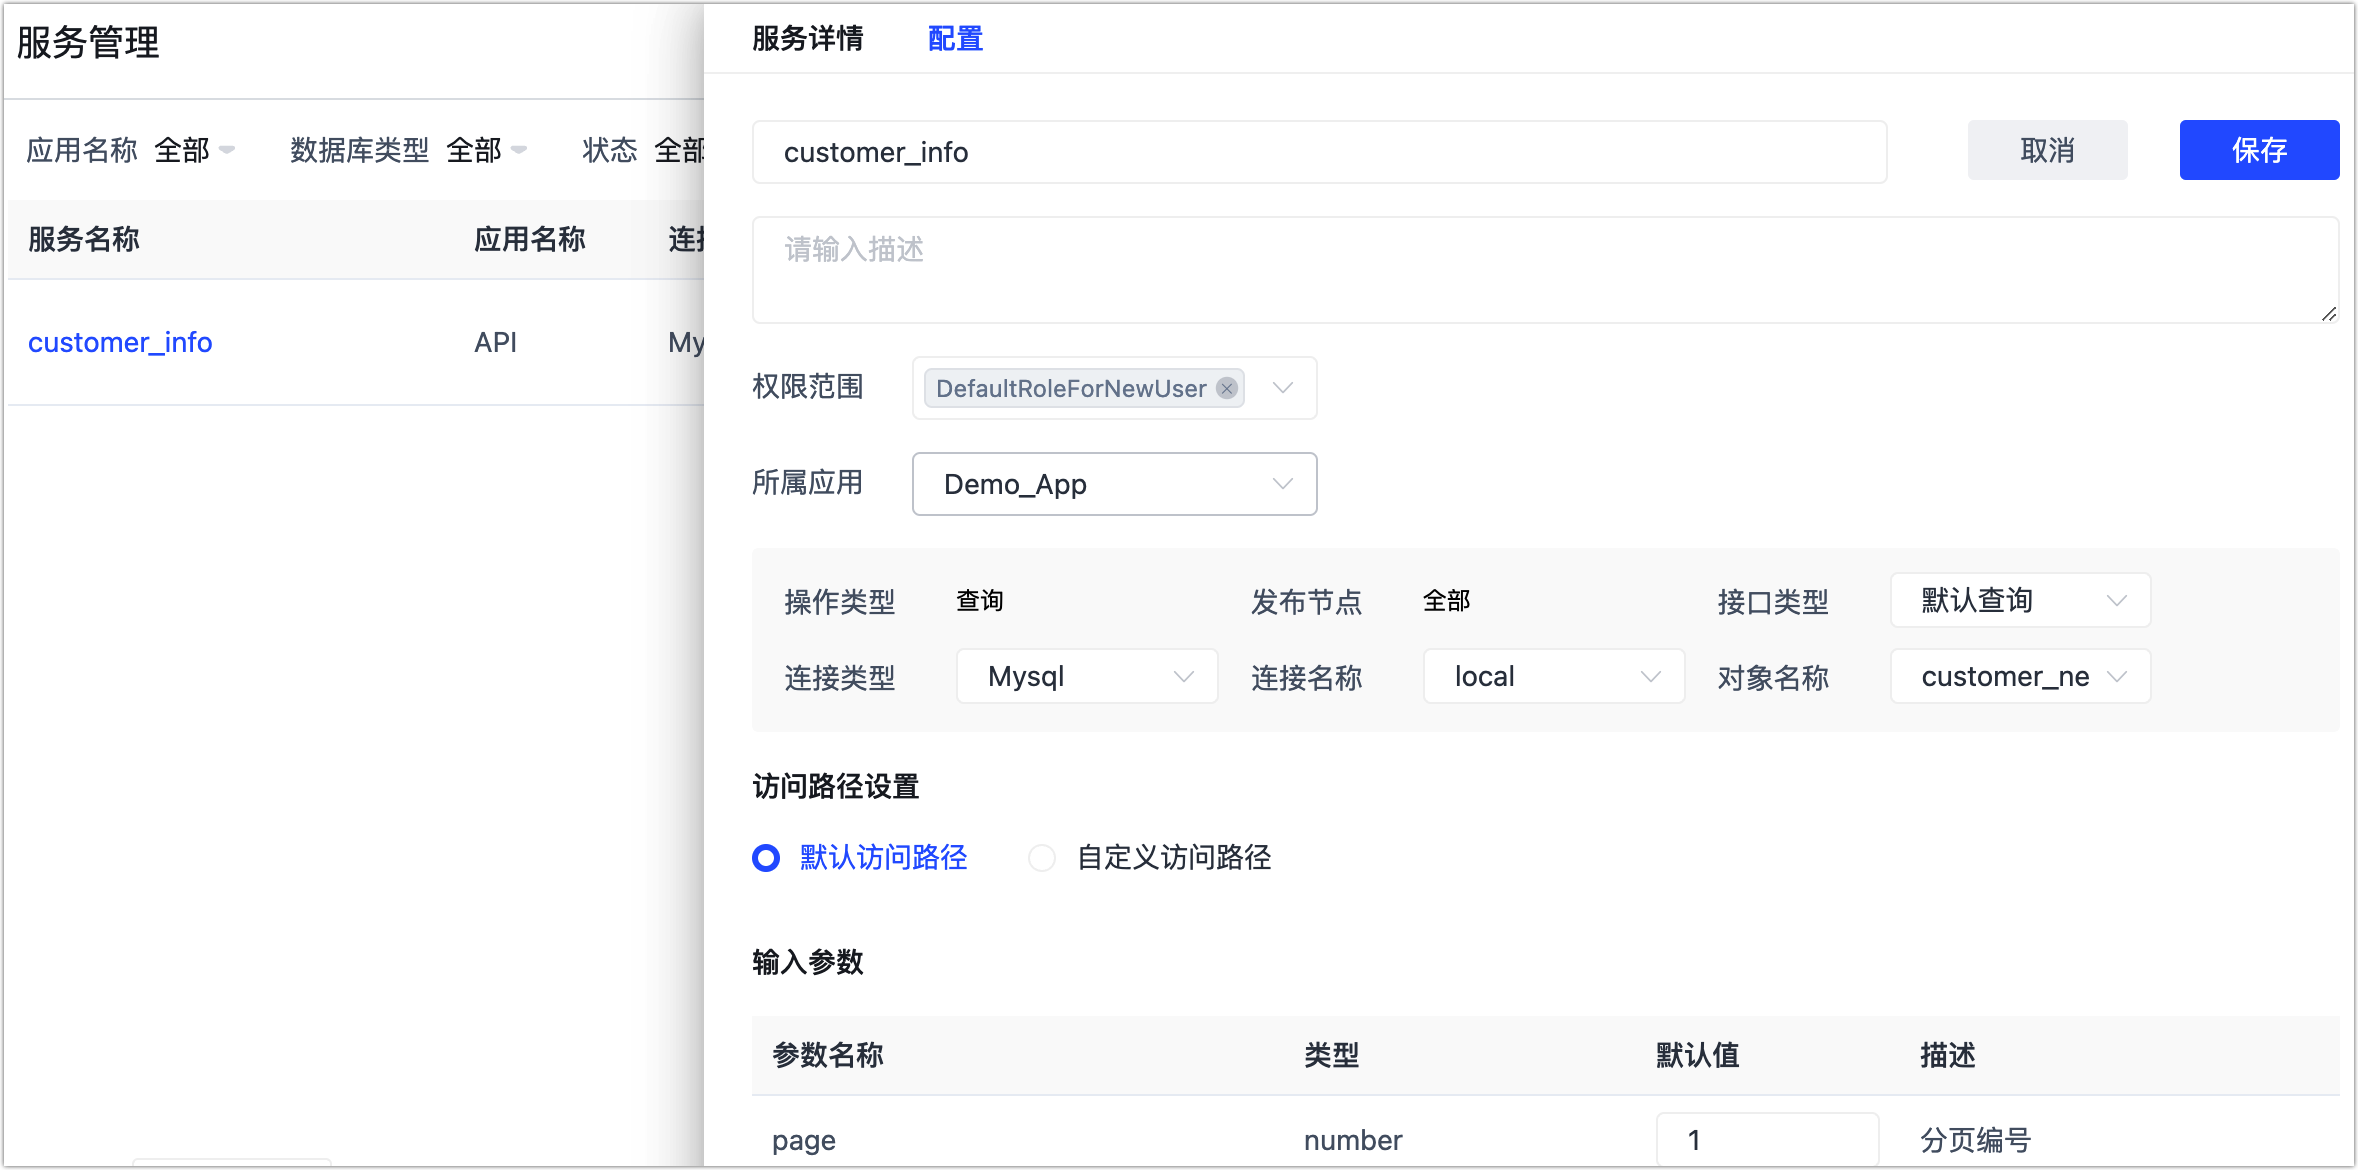 服务管理
应用名称 全部 数据库类型 全部 状态 全部
服务名称 应用名称
customer_info API My
服务详情 配置
customer_info 取消 保存
请输入描述
权限范围 DefaultRoleForNewUser
所属应用 Demo_App
操作类型 查询 发布节点 全部 接口类型 默认查询
连接类型 Mysql 连接名称 local 对象名称 customer_ne
访问路径设置
默认访问路径 自定义访问路径
输入参数
参数名称 类型 默认值 描述
page number 1 分页编号